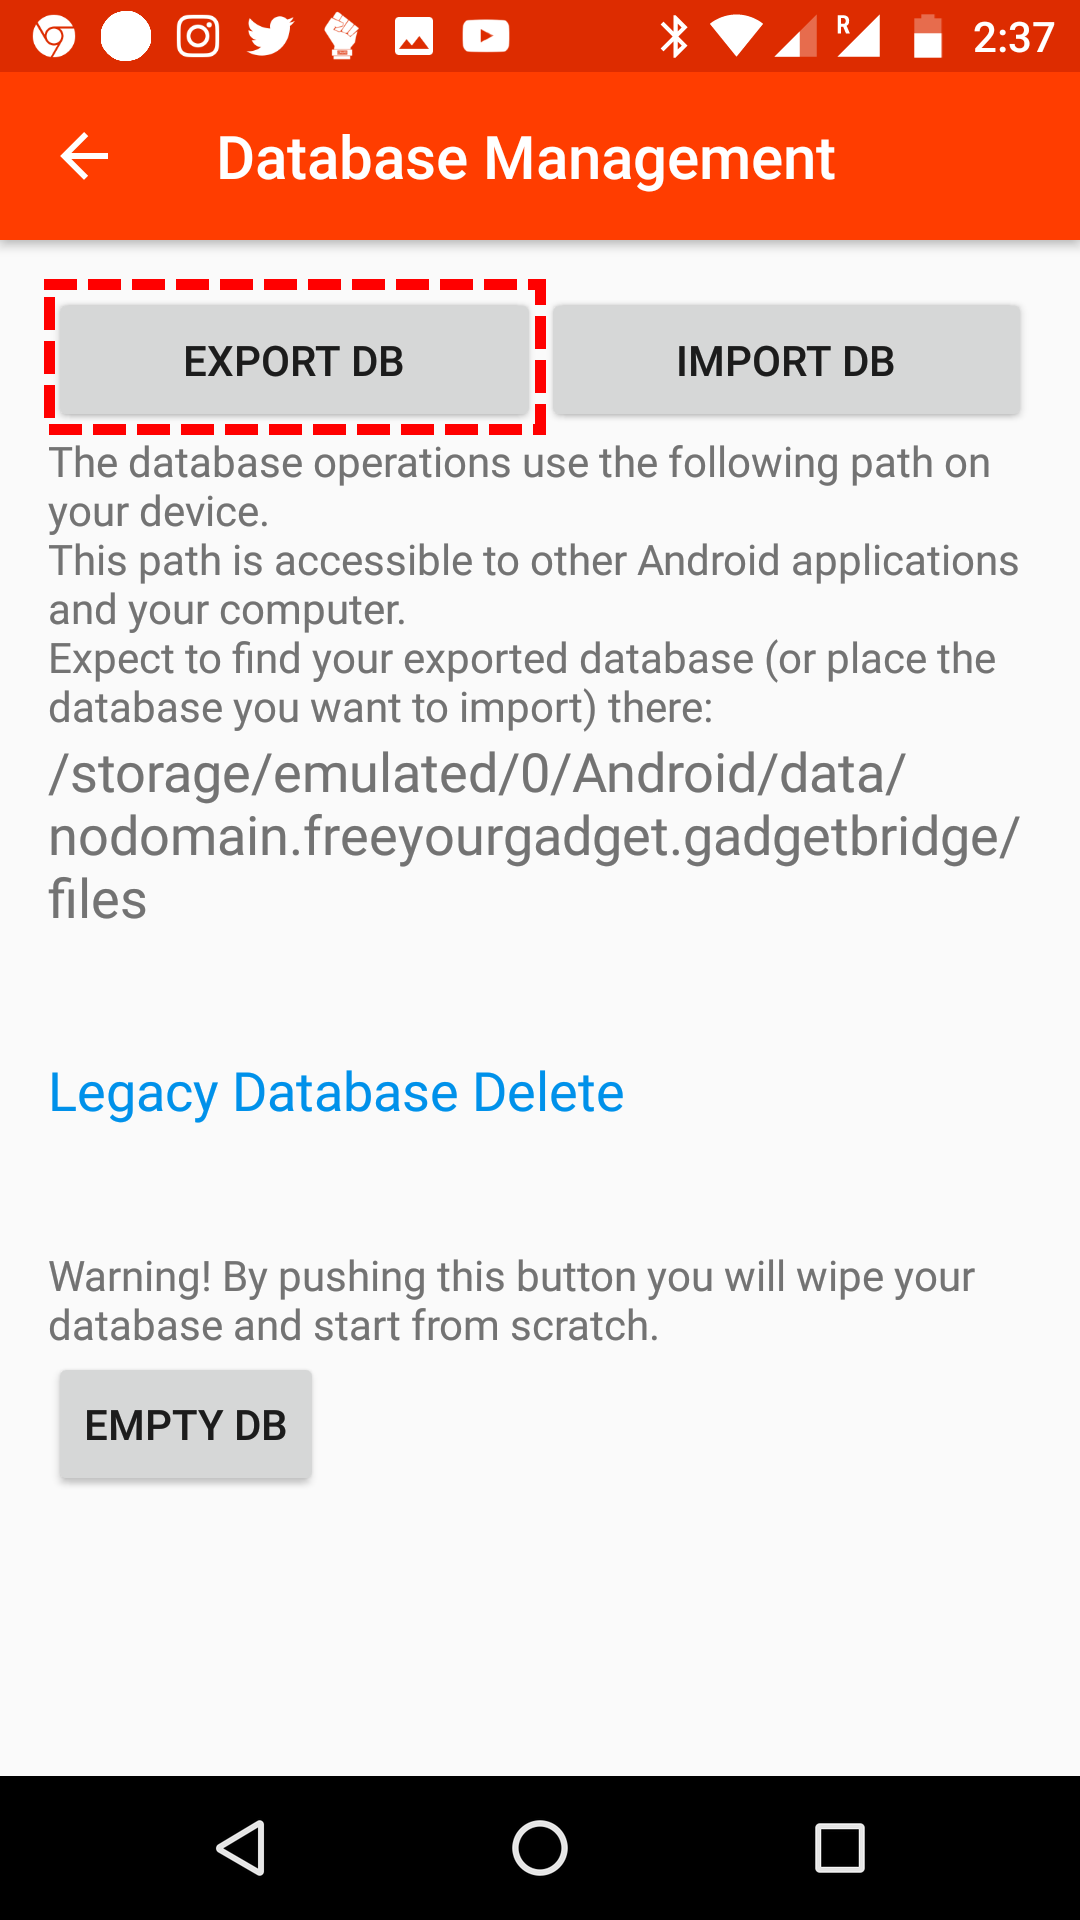 R 2:37
Database Management
EXPORT DB IMPORT DB
The database operations use the following path on
your device.
This path is accessible to other Android applications
and your computer.
Expect to find your exported database (or place the
database you want to import) there:
/storage/emulated/0/Android/data/
nodomain.freeyourgadget.gadgetbridge/
files
Legacy Database Delete
Warning! By pushing this button you will wipe your
database and start from scratch.
EMPTY DB